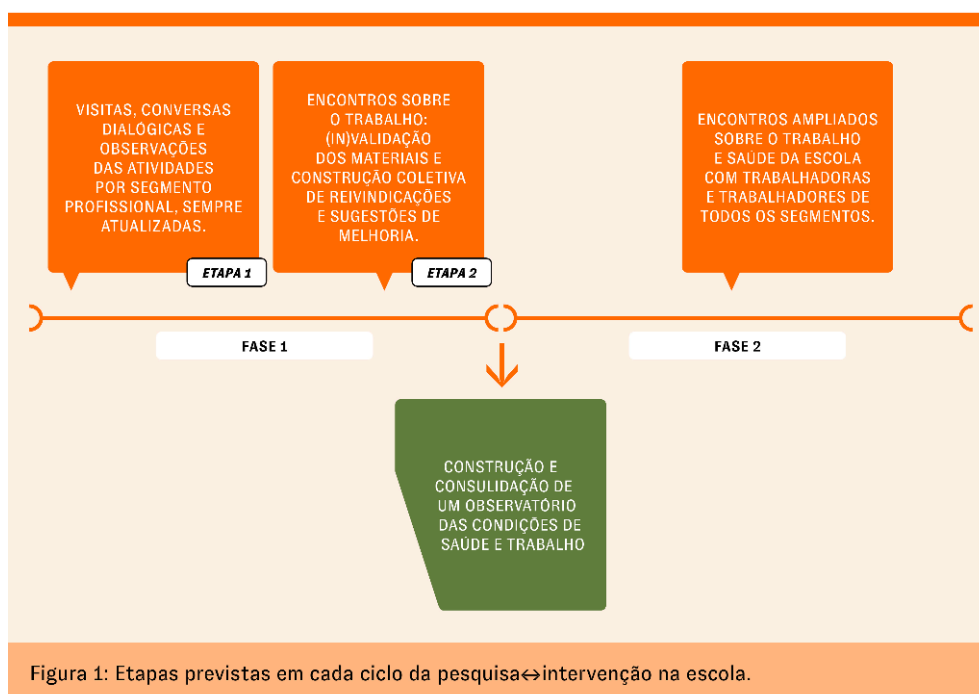 VISITAS, CONVERSAS
DIALÓGICAS E
OBSERVAÇÕES
DAS ATIVIDADES
POR SEGMENTO
PROFISSIONAL, SEMPRE
ATUALIZADAS.
ETAPA 1
ENCONTROS SOBRE
O TRABALHO:
(IN)VALIDAÇÃO
DOS MATERIAIS E
CONSTRUÇÃO COLETIVA
DE REIVINDICAÇÕES
E SUGESTÕES DE
MELHORIA.
ETAPA 2
ENCONTROS AMPLIADOS
SOBRE O TRABALHO
E SAÚDE DA ESCOLA
COM TRABALHADORAS
E TRABALHADORES DE
TODOS OS SEGMENTOS.
FASE 1
FASE 2
CONSTRUÇÃO E
CONSULIDAÇÃO DE
UM OBSERVATÓRIO
DAS CONDIÇÕES DE
SAÚDE E TRABALHO
Figura 1: Etapas previstas em cada ciclo da pesquisa↔intervenção na escola.